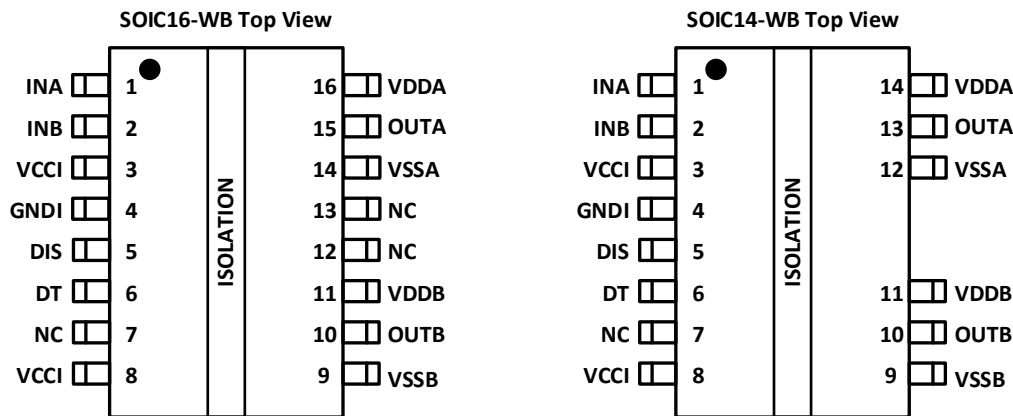 SOIC16-WB Top View
INA 1 16 VDDA
INB 2 15 OUTA
VCCI 3 14 VSSA
GNDI 4 13 NC
DIS 5 12 NC
DT 6 11 VDDB
NC 7 10 OUTB
VCCI 8 9 VSSB
ISOLATION
SOIC14-WB Top View
INA 1 14 VDDA
INB 2 13 OUTA
VCCI 3 12 VSSA
GNDI 4
DIS 5
DT 6 11 VDDB
NC 7 10 OUTB
VCCI 8 9 VSSB
ISOLATION